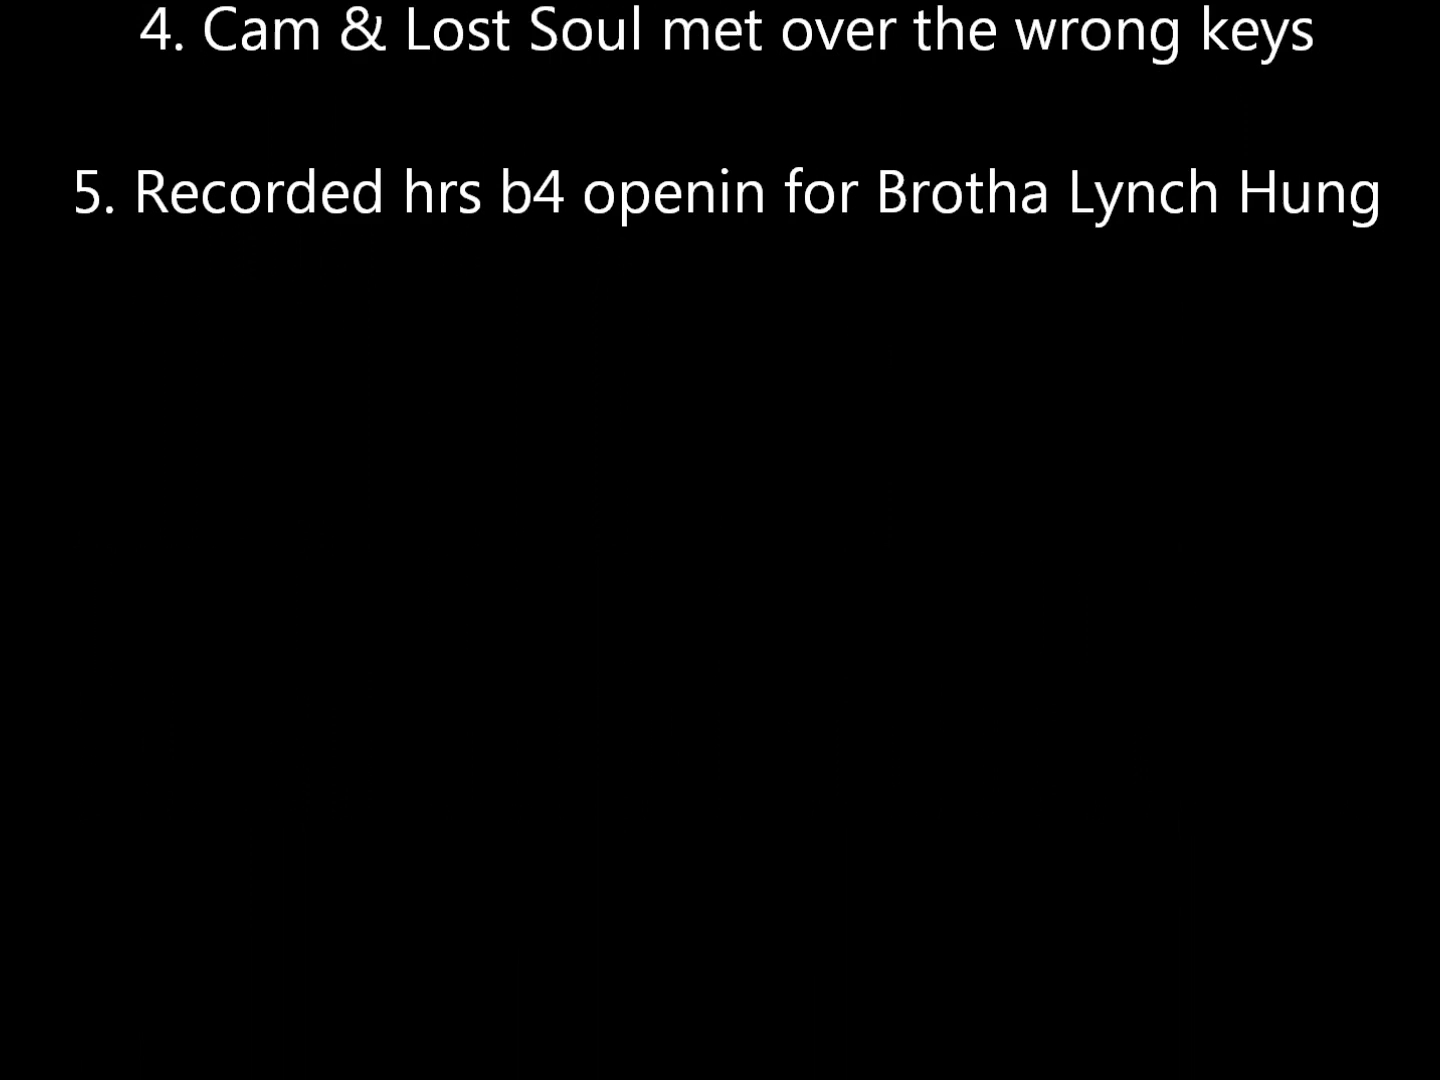 4. Cam & Lost Soul met over the wrong keys
5. Recorded hrs b4 openin for Brotha Lynch Hung